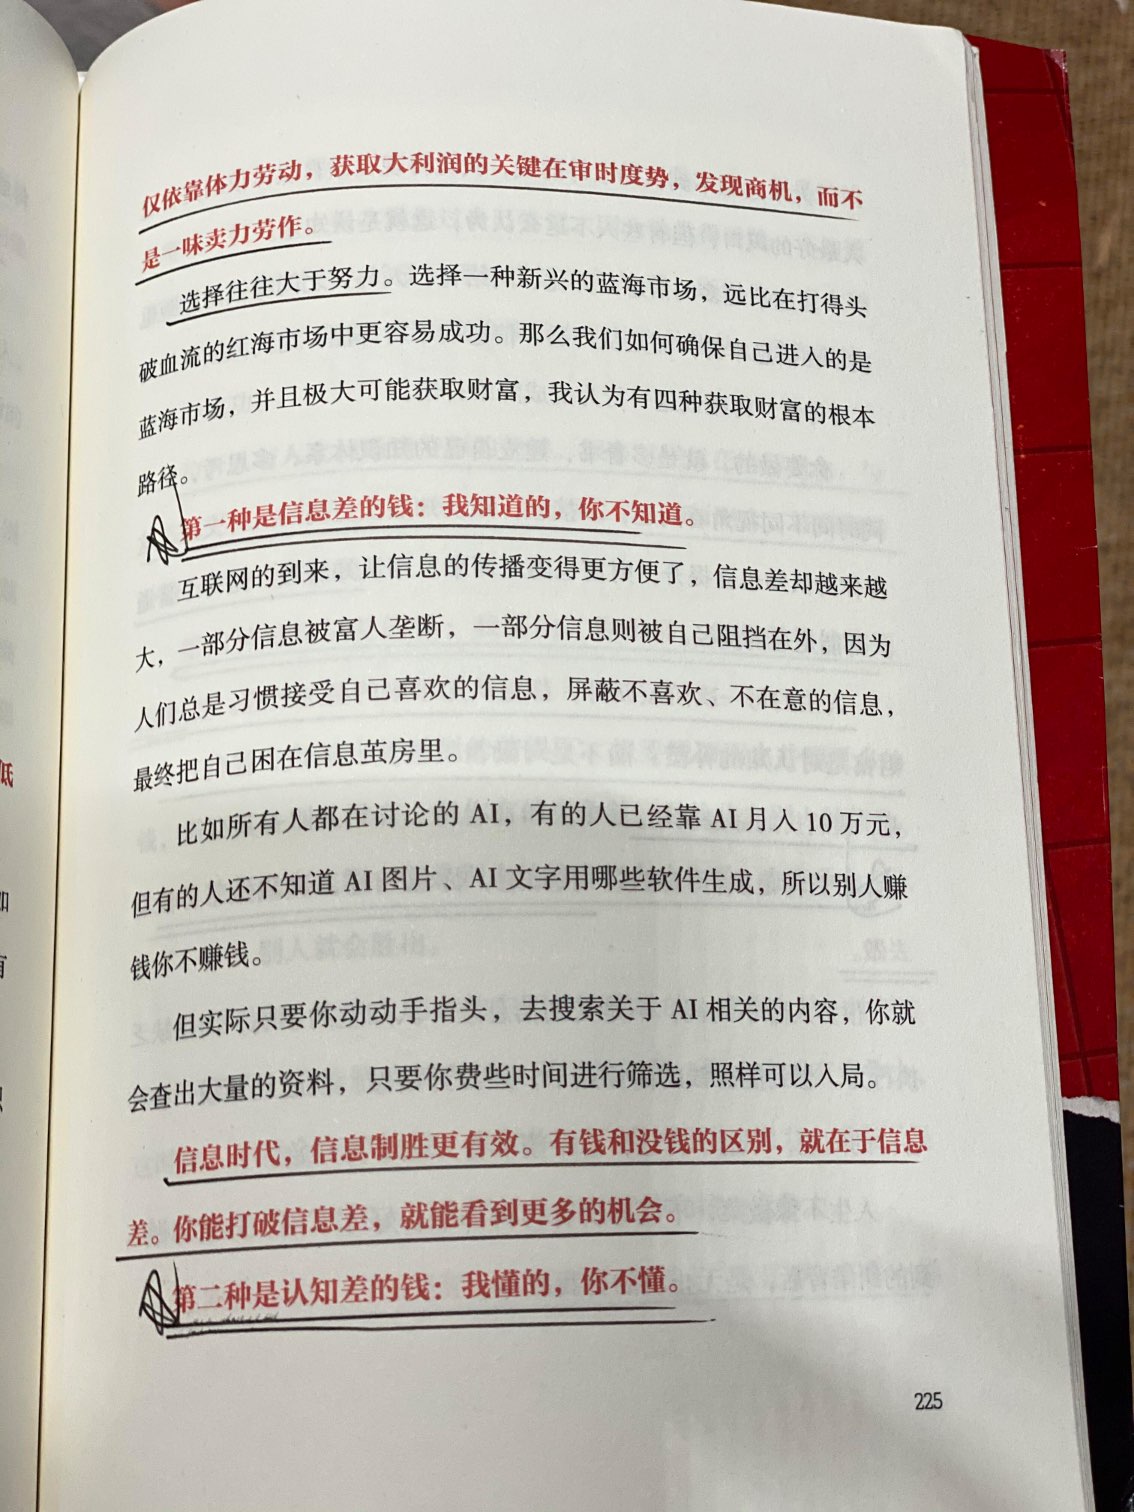 仅依靠体力劳动，获取大利润的关键在审时度势，发现商机，而不
是一味卖力劳作。
选择往往大于努力。选择一种新兴的蓝海市场，远比在打得头
破血流的红海市场中更容易成功。那么我们如何确保自己进入的是
蓝海市场，并且极大可能获取财富，我认为有四种获取财富的根本
路径。
第一种是信息差的钱：我知道的，你不知道。
互联网的到来，让信息的传播变得更方便了，信息差却越来越
大，一部分信息被富人垄断，一部分信息则被自己阻挡在外，因为
人们总是习惯接受自己喜欢的信息，屏蔽不喜欢、不在意的信息，
最终把自己困在信息茧房里。
比如所有人都在讨论的 AI，有的人已经靠 AI 月入 10 万元，
但有的人还不知道 AI 图片、AI 文字用哪些软件生成，所以别人赚
钱你不赚钱。
但实际只要你动动手指头，去搜索关于 AI 相关的内容，你就
会查出大量的资料，只要你费些时间进行筛选，照样可以入局。
信息时代，信息制胜更有效。有钱和没钱的区别，就在于信息
差。你能打破信息差，就能看到更多的机会。
第二种是认知差的钱：我懂的，你不懂。
225